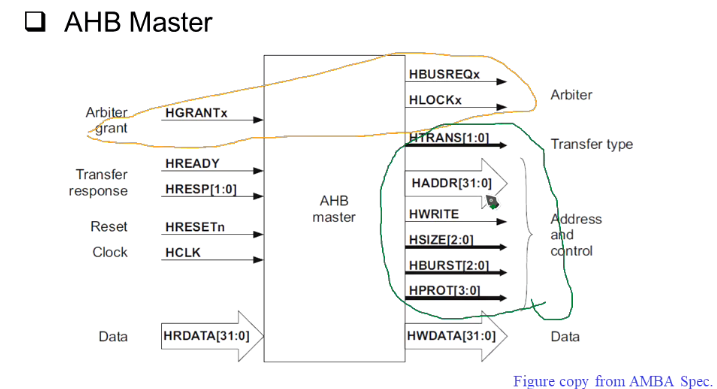 ❑ AHB Master
HBUSREQx
HLOCKx
Arbiter
Arbiter
grant
HGRANTx
HTRANS[1:0]
Transfer type
Transfer
response
HREADY
HRESP[1:0]
AHB
master
HADDR[31:0]
HWRITE
HSIZE[2:0]
HBURST[2:0]
HPROT[3:0]
Address
and
control
Reset
HRESETn
Clock
HCLK
Data
HRDATA[31:0]
HWDATA[31:0]
Data
Figure copy from AMBA Spec.